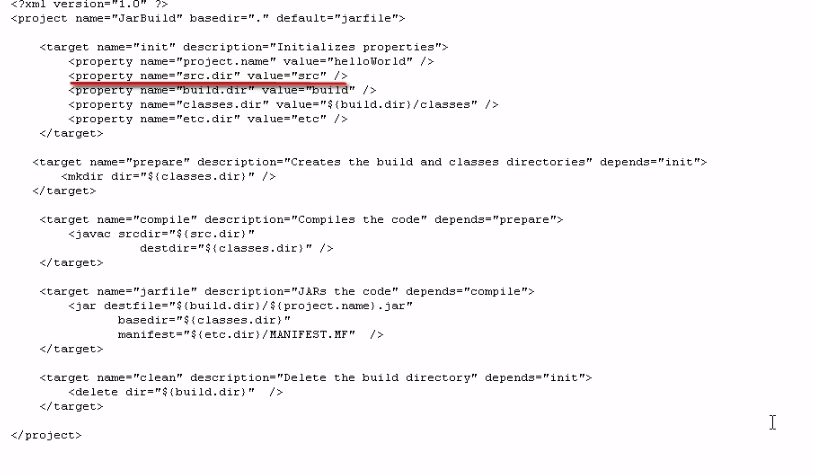 <?xml version="1.0" ?>
<project name="JarBuild" basedir="." default="jarfile">
<target name="init" description="Initializes properties">
<property name="project.name" value="helloWorld" />
<property name="src.dir" value="src" />
<property name="build.dir" value="build" />
<property name="classes.dir" value="${build.dir}/classes" />
<property name="etc.dir" value="etc" />
</target>
<target name="prepare" description="Creates the build and classes directories" depends="init">
<mkdir dir="${classes.dir}" />
</target>
<target name="compile" description="Compiles the code" depends="prepare">
<javac srcdir="${src.dir}"
destdir="${classes.dir}" />
</target>
<target name="jarfile" description="JARs the code" depends="compile">
<jar destfile="${build.dir}/${project.name}.jar"
basedir="${classes.dir}"
manifest="${etc.dir}/MANIFEST.MF" />
</target>
<target name="clean" description="Delete the build directory" depends="init">
<delete dir="${build.dir}" />
</target>
</project>